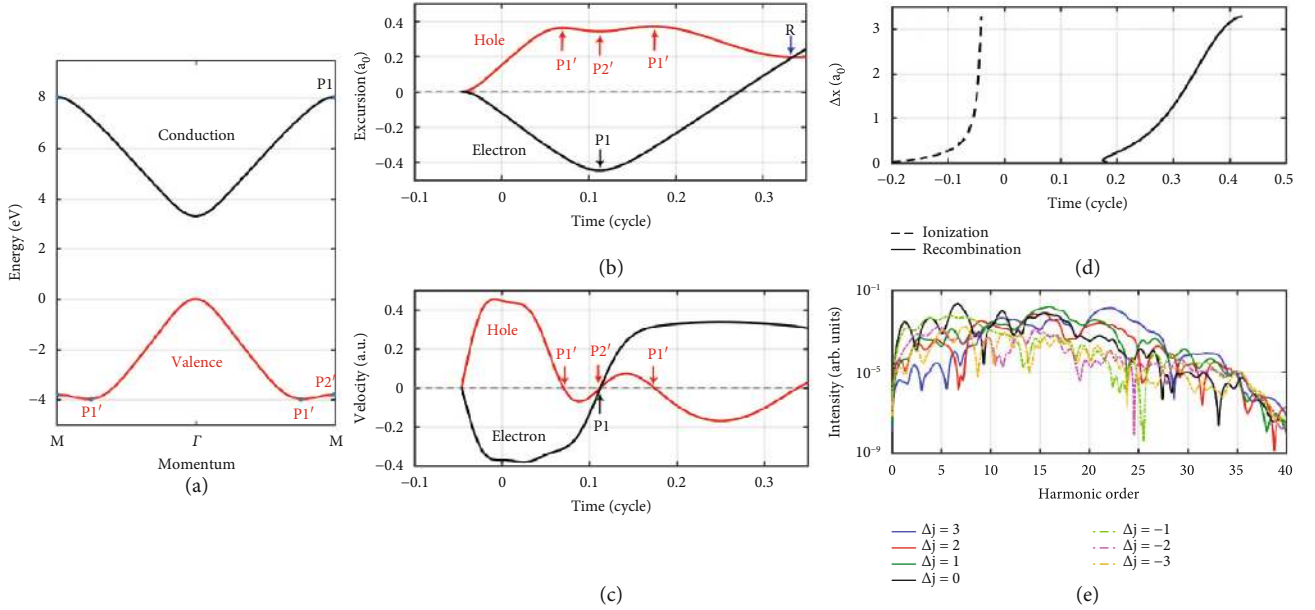 8
6
4
2
0
−2
−4
Energy (eV)
Conduction
Valence
P1
P2′
P1′
P1′
M
Γ
M
Momentum
(a)
0.4
0.2
0
−0.2
−0.4
Excursion (a0)
Hole
P1′
P2′
P1′
R
P1
Electron
−0.1
0
0.1
0.2
0.3
Time (cycle)
(b)
0.4
0.2
0
−0.2
−0.4
Velocity (a.u.)
Hole
P1′
P2′
P1′
P1
Electron
−0.1
0
0.1
0.2
0.3
Time (cycle)
(c)
3
2
1
0
Δx (a0)
−0.2
−0.1
0
0.1
0.2
0.3
0.4
0.5
Time (cycle)
Ionization
Recombination
(d)
10−1
10−5
10−9
Intensity (arb. units)
0
5
10
15
20
25
30
35
40
Harmonic order
Δj = 3
Δj = 2
Δj = 1
Δj = 0
Δj = −1
Δj = −2
Δj = −3
(e)